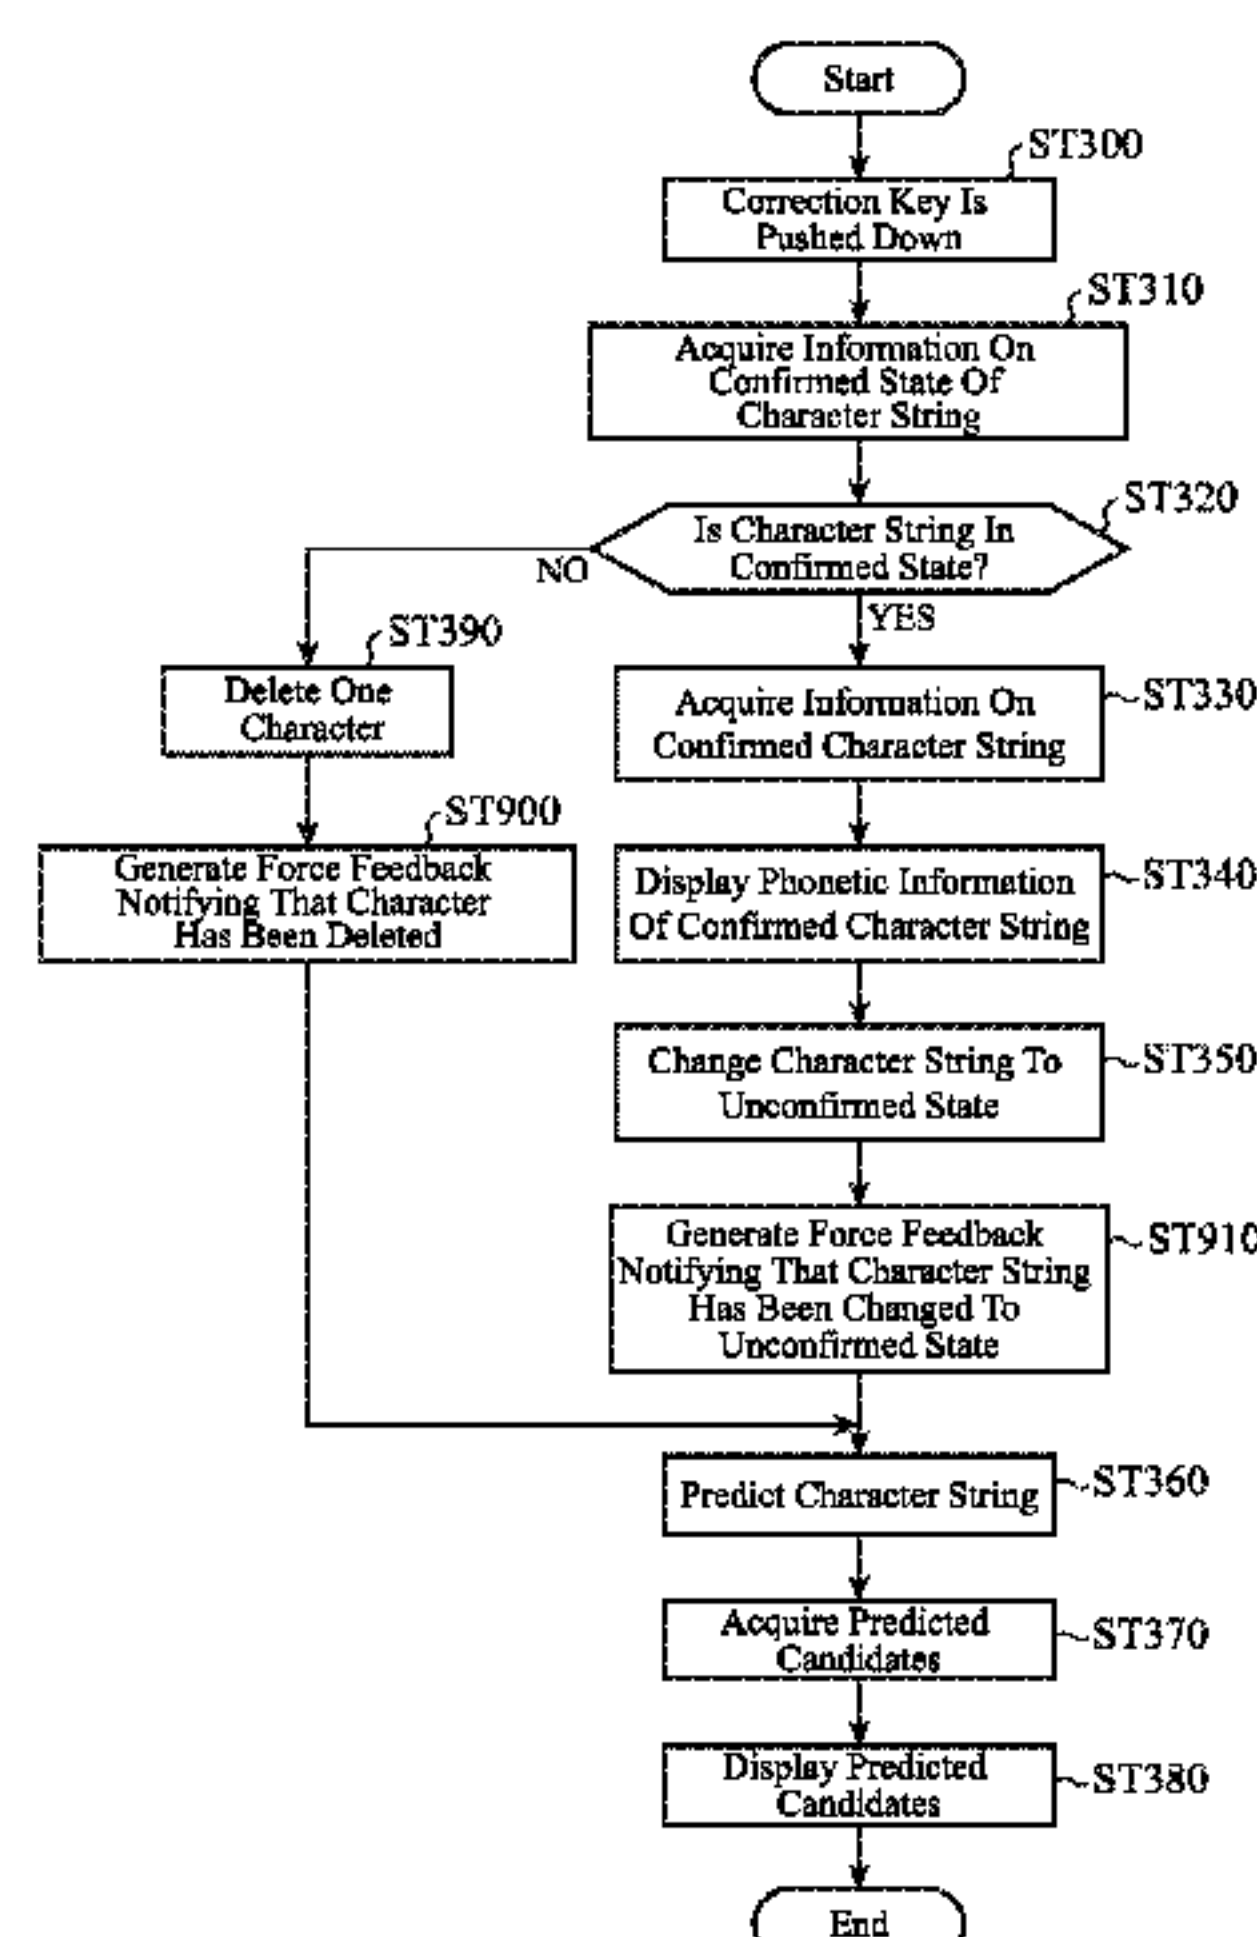 Start
ST300
Correction Key Is
Pushed Down
ST310
Acquire Information On
Confirmed State Of
Character String
ST320
Is Character String In
Confirmed State?
NO
YES
ST390
Delete One
Character
ST330
Acquire Information On
Confirmed Character String
ST900
Generate Force Feedback
Notifying That Character
Has Been Deleted
ST340
Display Phonetic Information
Of Confirmed Character String
ST350
Change Character String To
Unconfirmed State
ST910
Generate Force Feedback
Notifying That Character String
Has Been Changed To
Unconfirmed State
ST360
Predict Character String
ST370
Acquire Predicted
Candidates
ST380
Display Predicted
Candidates
End